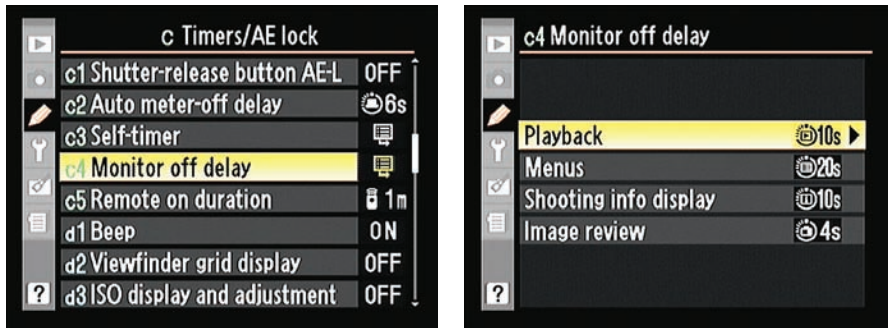 c Timers/AE lock
c1 Shutter-release button AE-L OFF
c2 Auto meter-off delay 6s
c3 Self-timer
c4 Monitor off delay
c5 Remote on duration 1m
d1 Beep ON
d2 Viewfinder grid display OFF
d3 ISO display and adjustment OFF
?
c4 Monitor off delay
Playback 10s
Menus 20s
Shooting info display 10s
Image review 4s
?